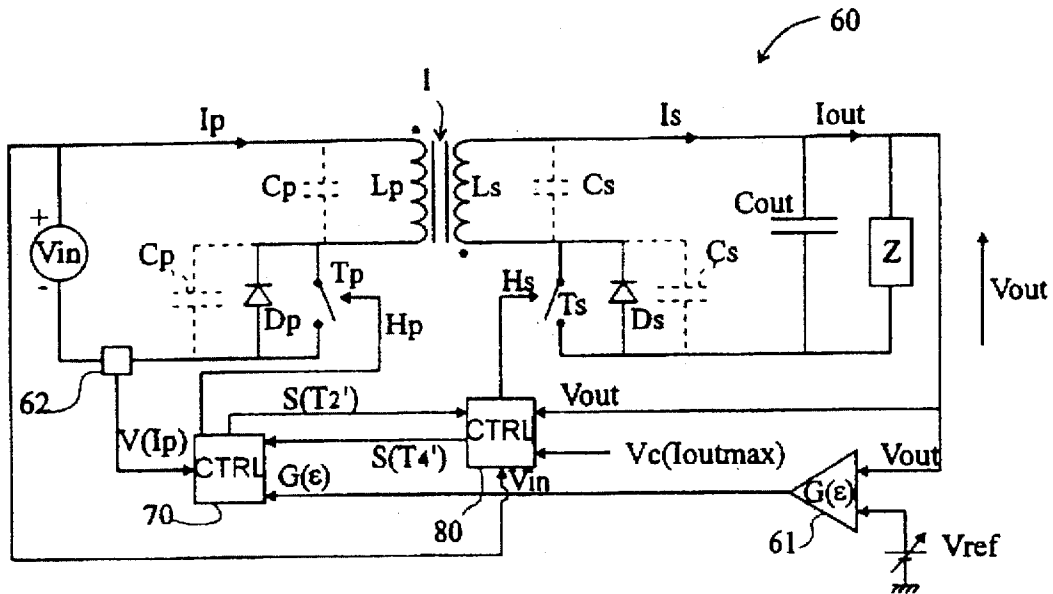 60
1
Ip
Is
Iout
Cp
Lp
Ls
Cs
Cout
+
Vin
-
Cp
Tp
Dp
Hp
Hs
Ts
Ds
Cs
Z
Vout
62
V(Ip)
S(T2')
CTRL
Vout
S(T4')
CTRL
Vc(Ioutmax)
Vin
Vout
G(ε)
G(ε)
70
80
61
Vref